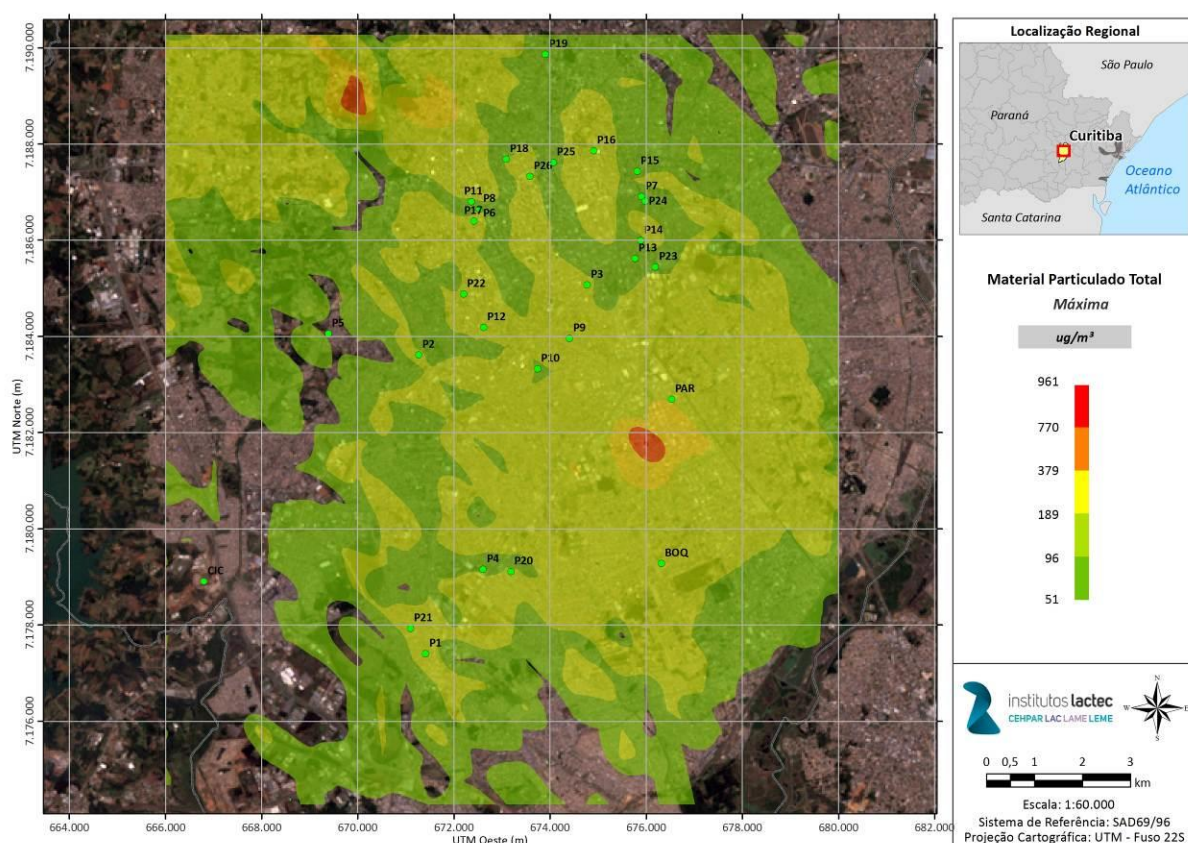 7.190.000
7.188.000
7.186.000
7.184.000
7.182.000
7.180.000
7.178.000
7.176.000
UTM Norte (m)
P19
P18
P25
P16
P26
P15
P11
P8
P7
P24
P17
P6
P14
P13
P23
P3
P22
P5
P12
P9
P2
P10
PAR
CIC
P4
P20
BOQ
P21
P1
664.000
666.000
668.000
670.000
672.000
674.000
676.000
678.000
680.000
682.000
UTM Oeste (m)
Localização Regional
São Paulo
Paraná
Curitiba
Oceano
Atlântico
Santa Catarina
Material Particulado Total
Máxima
ug/m³
961
770
379
189
96
51
institutos lactec
CEHPAR LAC LAME LEME
N
W
E
S
0 0,5 1 2 3
km
Escala: 1:60.000
Sistema de Referência: SAD69/96
Projeção Cartográfica: UTM - Fuso 22S